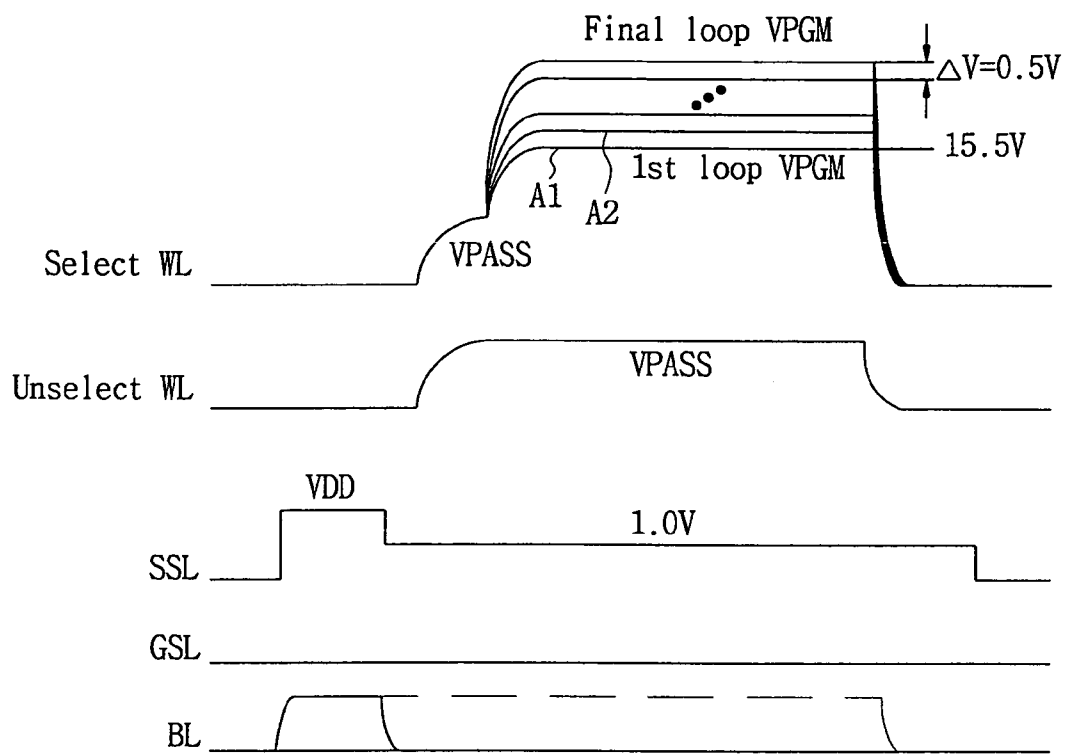 Final loop VPGM
△V=0.5V
15.5V
1st loop VPGM
A1
A2
VPASS
Select WL
VPASS
Unselect WL
VDD
1.0V
SSL
GSL
BL